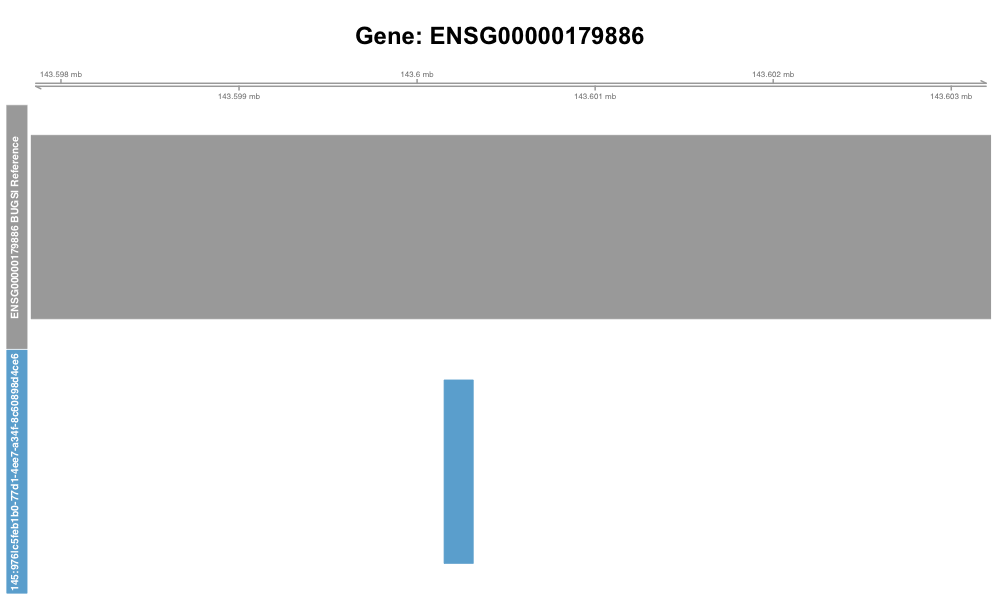 Gene: ENSG00000179886
143.598 mb
143.6 mb
143.602 mb
143.599 mb
143.601 mb
143.603 mb
ENSG00000179886 BUGSI Reference
145:976lc5feb1b0-77d1-4ee7-a34f-8c60898d4ce6